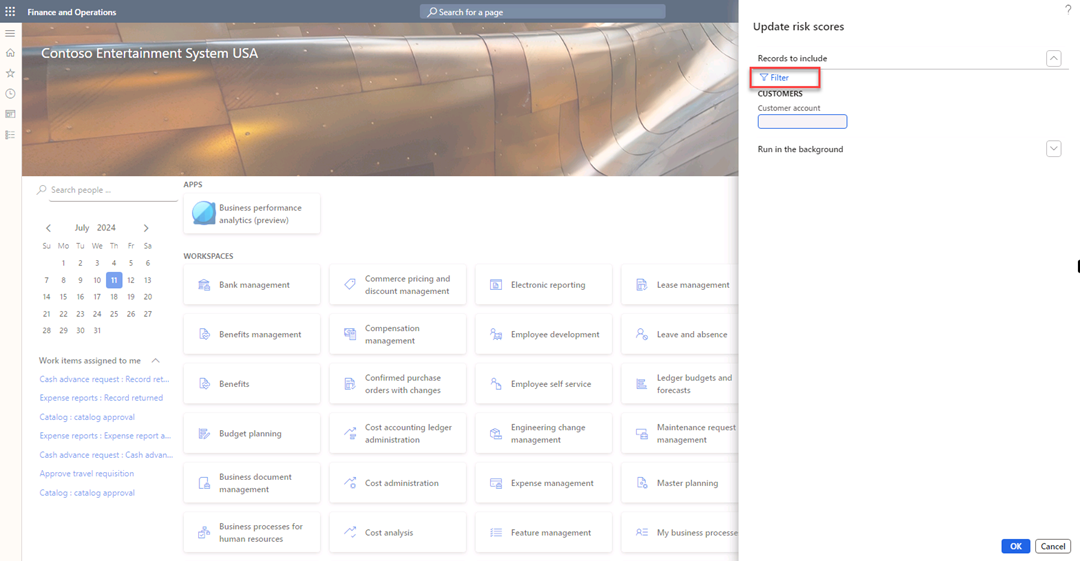 Finance and Operations
Search for a page
?
Contoso Entertainment System USA
Search people ...
July 2024
Su Mo Tu We Th Fr Sa
1 2 3 4 5 6
7 8 9 10 11 12 13
14 15 16 17 18 19 20
21 22 23 24 25 26 27
28 29 30 31
Work items assigned to me
Cash advance request : Record ret...
Expense reports : Record returned
Catalog : catalog approval
Expense reports : Expense report a...
Cash advance request : Cash advan...
Approve travel requisition
Catalog : catalog approval
APPS
Business performance
analytics (preview)
WORKSPACES
Bank management
Commerce pricing and
discount management
Electronic reporting
Lease management
Benefits management
Compensation
management
Employee development
Leave and absence
Benefits
Confirmed purchase
orders with changes
Employee self service
Ledger budgets and
forecasts
Budget planning
Cost accounting ledger
administration
Engineering change
management
Maintenance request
management
Business document
management
Cost administration
Expense management
Master planning
Business processes for
human resources
Cost analysis
Feature management
My business processe
Update risk scores
Records to include
Filter
CUSTOMERS
Customer account
Run in the background
OK
Cancel